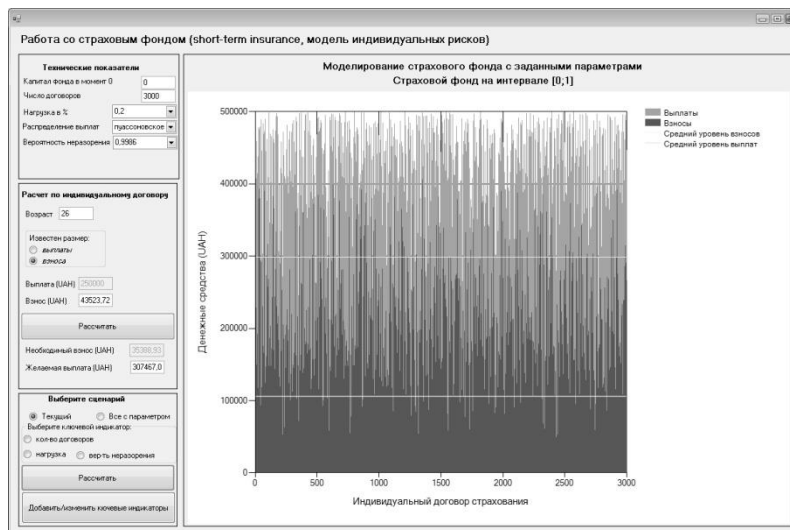 Работа со страховым фондом (short-term insurance, модель индивидуальных рисков)
Технические показатели
Капитал фонда в момент 0 0
Число договоров 3000
Нагрузка в % 0,2
Распределение выплат пуассоновское
Вероятность неразорения 0,9986
Расчет по индивидуальному договору
Возраст 26
Известен размер:
выплаты
взноса
Выплата (UAH) 250000
Взнос (UAH) 43523,72
Рассчитать
Необходимый взнос (UAH) 35388,93
Желаемая выплата (UAH) 307467,0
Выберите сценарий
Текущий Все с параметром
Выберите ключевой индикатор:
кол-во договоров
нагрузка вер-ть неразорения
Рассчитать
Добавить/изменить ключевые индикаторы
Моделирование страхового фонда с заданными параметрами
Страховой фонд на интервале [0;1]
Денежные средства (UAH)
500000
400000
300000
200000
100000
0
0 500 1000 1500 2000 2500 3000
Индивидуальный договор страхования
Выплаты
Взносы
Средний уровень взносов
Средний уровень выплат